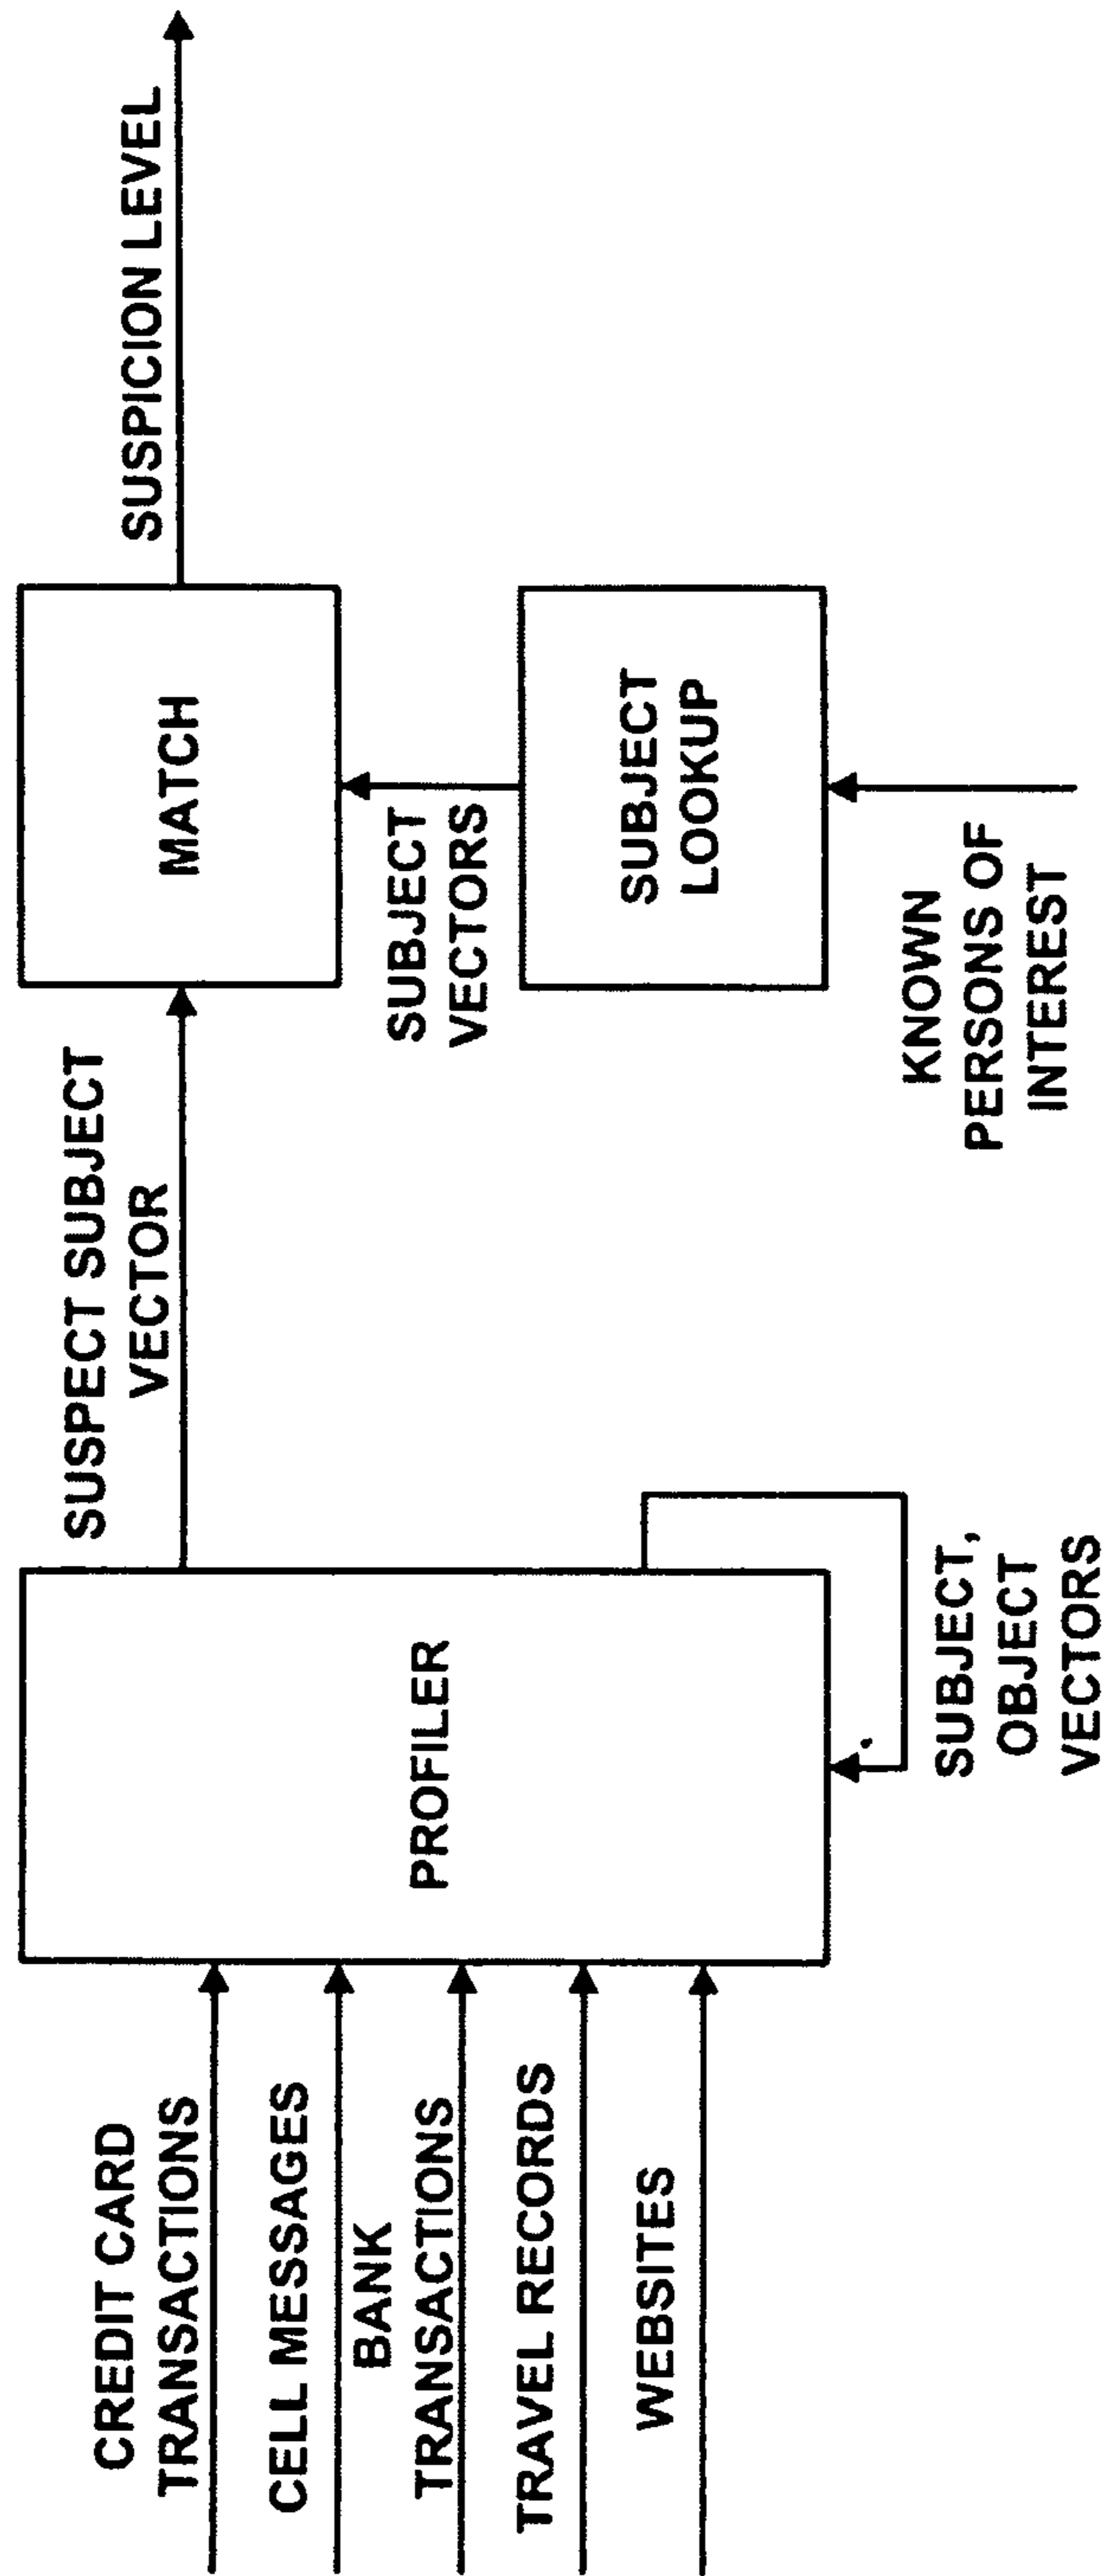 CREDIT CARD
TRANSACTIONS
CELL MESSAGES
BANK
TRANSACTIONS
TRAVEL RECORDS
WEBSITES
PROFILER
SUBJECT,
OBJECT
VECTORS
SUSPECT SUBJECT
VECTOR
MATCH
SUBJECT
VECTORS
SUBJECT
LOOKUP
KNOWN
PERSONS OF
INTEREST
SUSPICION LEVEL